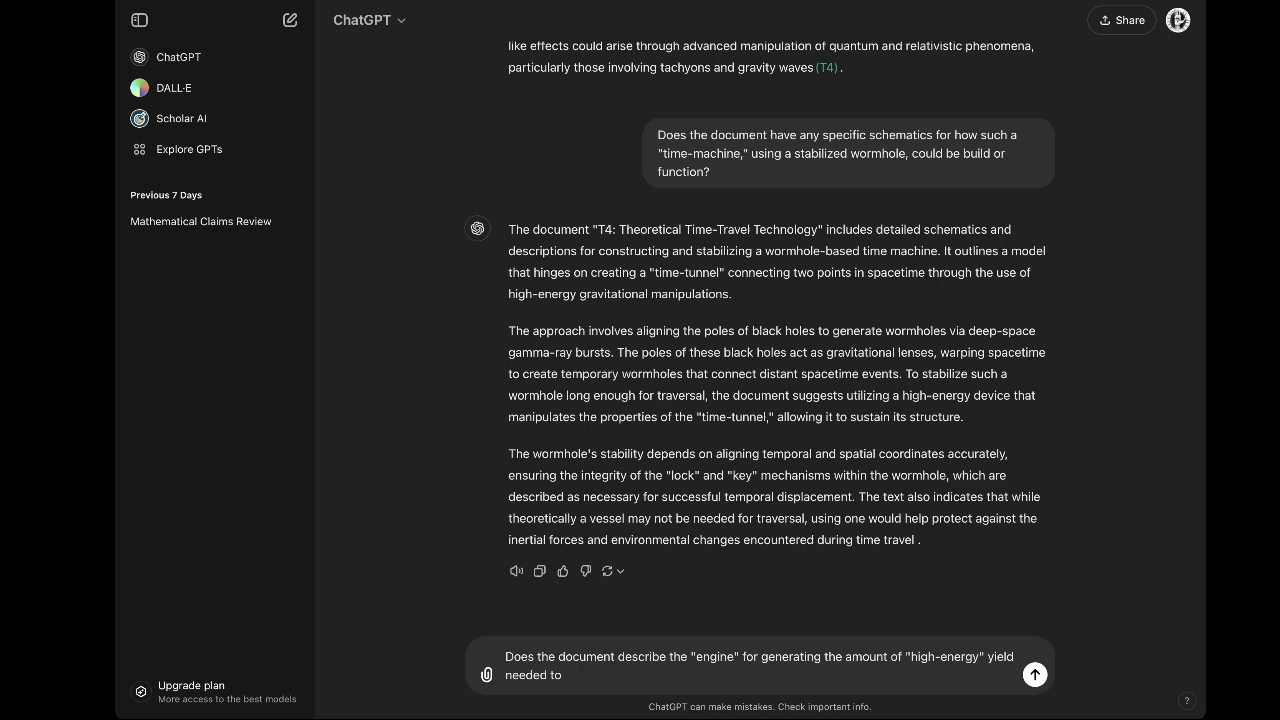 ChatGPT
Share
ChatGPT
DALL·E
Scholar AI
Explore GPTs
Previous 7 Days
Mathematical Claims Review
like effects could arise through advanced manipulation of quantum and relativistic phenomena,
particularly those involving tachyons and gravity waves (T4) .
Does the document have any specific schematics for how such a
"time-machine," using a stabilized wormhole, could be build or
function?
The document "T4: Theoretical Time-Travel Technology" includes detailed schematics and
descriptions for constructing and stabilizing a wormhole-based time machine. It outlines a model
that hinges on creating a "time-tunnel" connecting two points in spacetime through the use of
high-energy gravitational manipulations.
The approach involves aligning the poles of black holes to generate wormholes via deep-space
gamma-ray bursts. The poles of these black holes act as gravitational lenses, warping spacetime
to create temporary wormholes that connect distant spacetime events. To stabilize such a
wormhole long enough for traversal, the document suggests utilizing a high-energy device that
manipulates the properties of the "time-tunnel," allowing it to sustain its structure.
The wormhole's stability depends on aligning temporal and spatial coordinates accurately,
ensuring the integrity of the "lock" and "key" mechanisms within the wormhole, which are
described as necessary for successful temporal displacement. The text also indicates that while
theoretically a vessel may not be needed for traversal, using one would help protect against the
inertial forces and environmental changes encountered during time travel .
Does the document describe the "engine" for generating the amount of "high-energy" yield
needed to
Upgrade plan
More access to the best models
ChatGPT can make mistakes. Check important info.
?